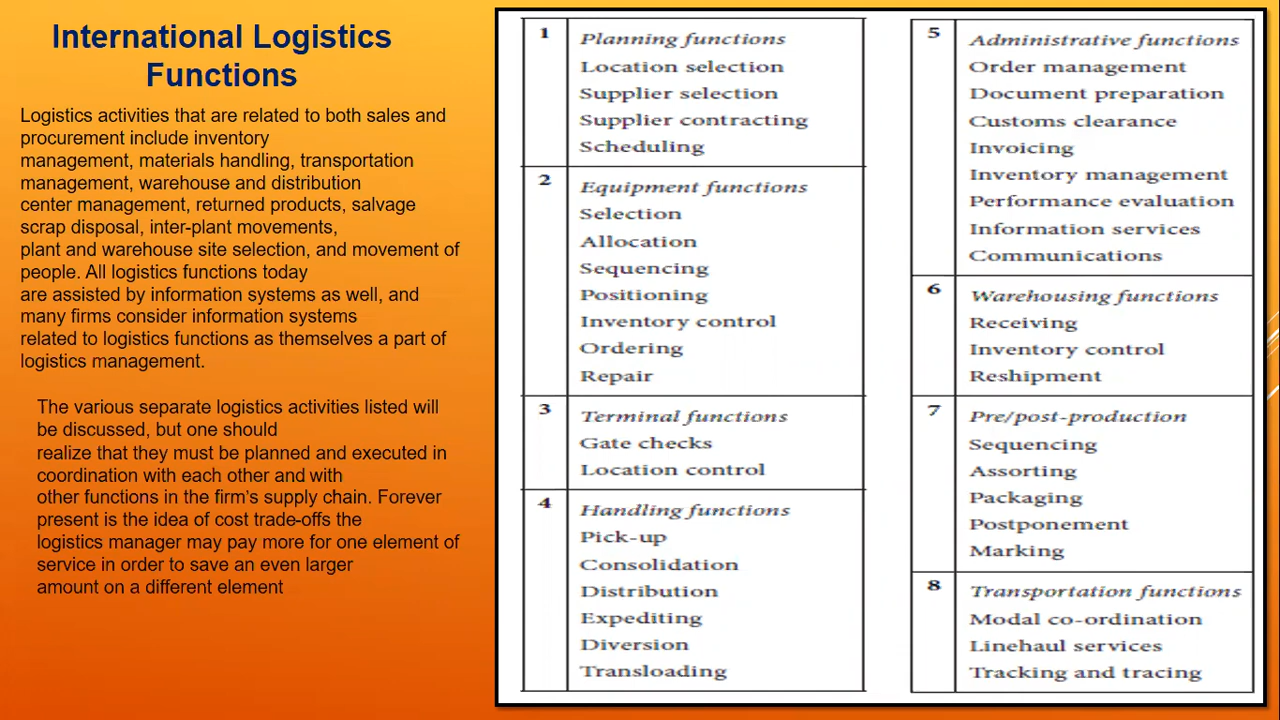 International Logistics
Functions
Logistics activities that are related to both sales and
procurement include inventory
management, materials handling, transportation
management, warehouse and distribution
center management, returned products, salvage
scrap disposal, inter-plant movements,
plant and warehouse site selection, and movement of
people. All logistics functions today
are assisted by information systems as well, and
many firms consider information systems
related to logistics functions as themselves a part of
logistics management.
The various separate logistics activities listed will
be discussed, but one should
realize that they must be planned and executed in
coordination with each other and with
other functions in the firm's supply chain. Forever
present is the idea of cost trade-offs the
logistics manager may pay more for one element of
service in order to save an even larger
amount on a different element
1 Planning functions
Location selection
Supplier selection
Supplier contracting
Scheduling
2 Equipment functions
Selection
Allocation
Sequencing
Positioning
Inventory control
Ordering
Repair
3 Terminal functions
Gate checks
Location control
4 Handling functions
Pick-up
Consolidation
Distribution
Expediting
Diversion
Transloading
5 Administrative functions
Order management
Document preparation
Customs clearance
Invoicing
Inventory management
Performance evaluation
Information services
Communications
6 Warehousing functions
Receiving
Inventory control
Reshipment
7 Pre/post-production
Sequencing
Assorting
Packaging
Postponement
Marking
8 Transportation functions
Modal co-ordination
Linehaul services
Tracking and tracing